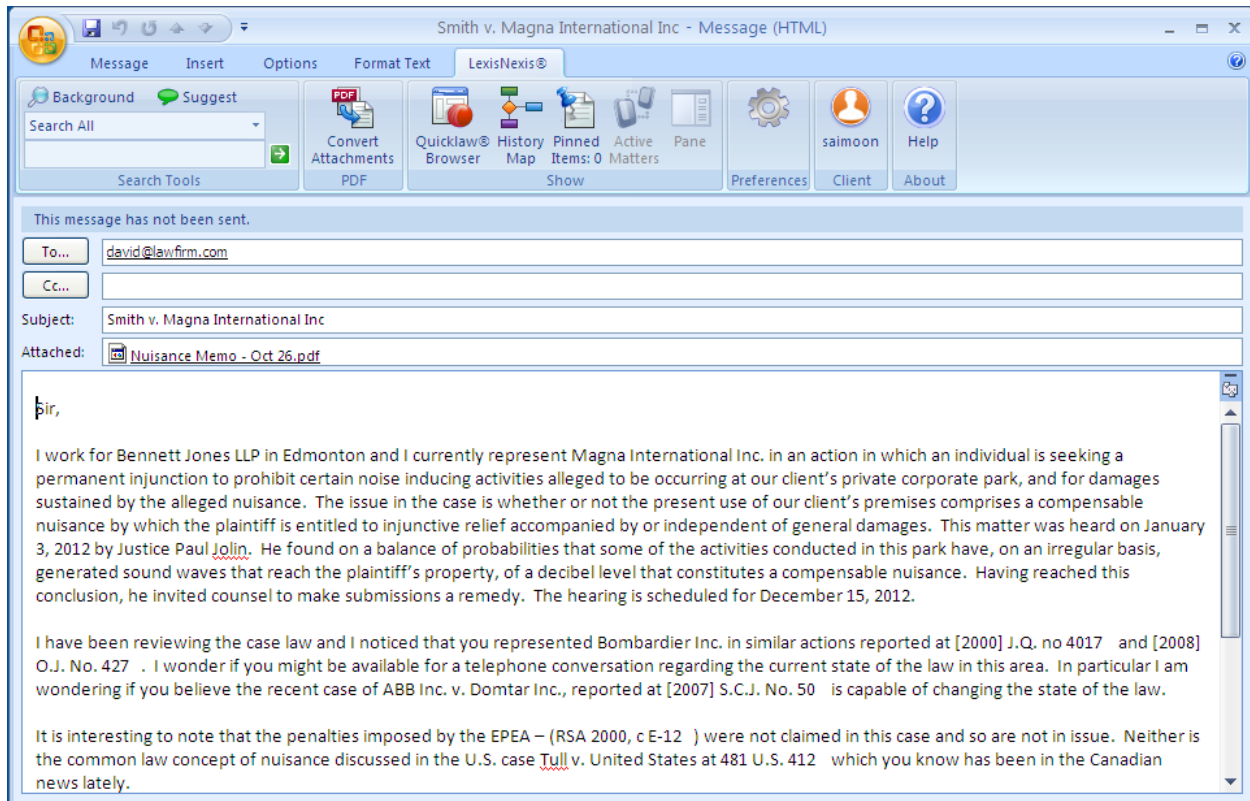 Smith v. Magna International Inc - Message (HTML)
Message Insert Options Format Text LexisNexis®
Background Suggest
Search All
Search Tools
PDF
Convert Attachments
PDF
Quicklaw® Browser
History Map
Pinned Items: 0
Active Matters
Pane
Show
Preferences
saimoon
Client
Help
About
This message has not been sent.
To... david@lawfirm.com
Cc...
Subject: Smith v. Magna International Inc
Attached: Nuisance Memo - Oct 26.pdf
Sir,
I work for Bennett Jones LLP in Edmonton and I currently represent Magna International Inc. in an action in which an individual is seeking a
permanent injunction to prohibit certain noise inducing activities alleged to be occurring at our client's private corporate park, and for damages
sustained by the alleged nuisance. The issue in the case is whether or not the present use of our client's premises comprises a compensable
nuisance by which the plaintiff is entitled to injunctive relief accompanied by or independent of general damages. This matter was heard on January
3, 2012 by Justice Paul Jolin. He found on a balance of probabilities that some of the activities conducted in this park have, on an irregular basis,
generated sound waves that reach the plaintiff's property, of a decibel level that constitutes a compensable nuisance. Having reached this
conclusion, he invited counsel to make submissions a remedy. The hearing is scheduled for December 15, 2012.
I have been reviewing the case law and I noticed that you represented Bombardier Inc. in similar actions reported at [2000] J.Q. no 4017 and [2008]
O.J. No. 427 . I wonder if you might be available for a telephone conversation regarding the current state of the law in this area. In particular I am
wondering if you believe the recent case of ABB Inc. v. Domtar Inc., reported at [2007] S.C.J. No. 50 is capable of changing the state of the law.
It is interesting to note that the penalties imposed by the EPEA – (RSA 2000, c E-12 ) were not claimed in this case and so are not in issue. Neither is
the common law concept of nuisance discussed in the U.S. case Tull v. United States at 481 U.S. 412 which you know has been in the Canadian
news lately.